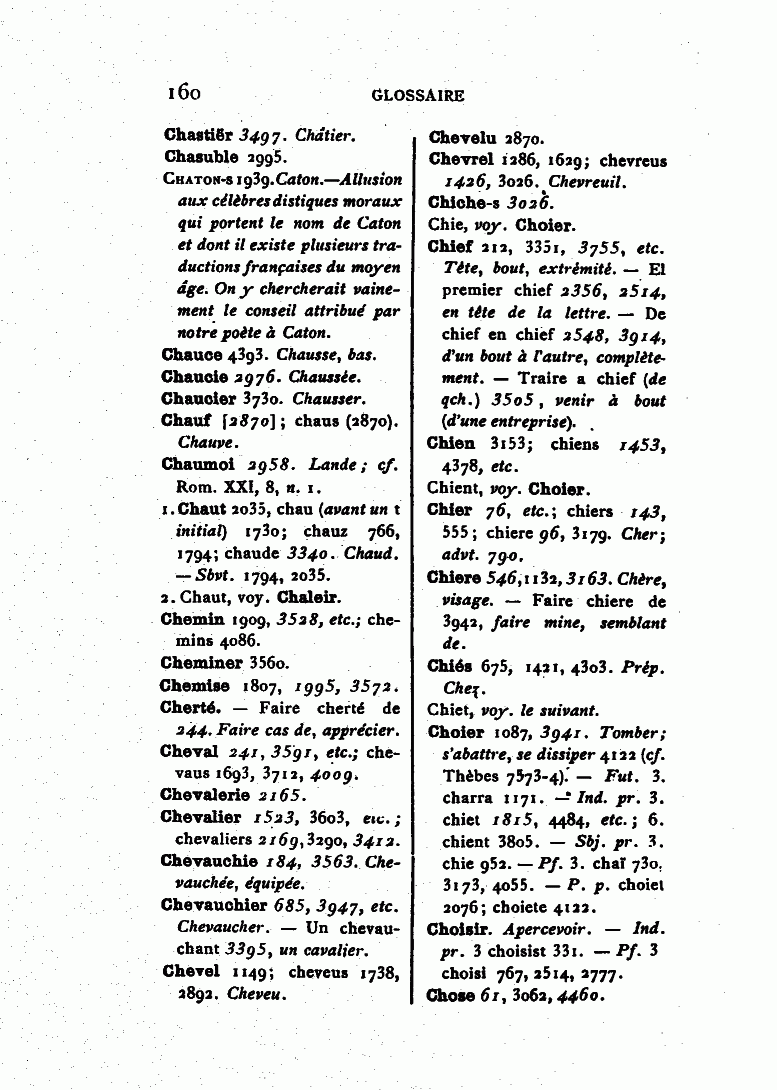 160
GLOSSAIRE
Chastiër 3497. Châtier.
Chasuble 2995.
CHATON-S 1939. Caton.—Allusion
aux célèbres distiques moraux
qui portent le nom de Caton
et dont il existe plusieurs tra-
ductions françaises du moyen
âge. On y chercherait vaine-
ment le conseil attribué par
notre poète à Caton.
Chauce 4393. Chausse, bas.
Chaucie 2976. Chaussée.
Chaucier 3730. Chausser.
Chauf [2870]; chaus (2870).
Chauve.
Chaumoi 2958. Lande; cf.
Rom. XXI, 8, n. 1.
1. Chaut 2035, chau (avant un t
initial) 1730; chauz 766,
1794; chaude 3340. Chaud.
— Sbvt. 1794, 2035.
2. Chaut, voy. Chaleir.
Chemin 1909, 3528, etc.; che-
mins 4086.
Cheminer 3560.
Chemise 1807, 1995, 3572.
Cherté. — Faire cherté de
244. Faire cas de, apprécier.
Cheval 241, 3591, etc.; che-
vaus 1693, 3712, 4009.
Chevalerie 2165.
Chevalier 1523, 3603, etc.;
chevaliers 2169, 3290, 3412.
Chevauchie 184, 3563. Che-
vauchée, équipée.
Chevauchier 685, 3947, etc.
Chevaucher. — Un chevau-
chant 3395, un cavalier.
Chevel 1149; cheveus 1738,
2892. Cheveu.
Chevelu 2870.
Chevrel 1286, 1629; chevreus
1426, 3026. Chevreuil.
Chiche-s 3026.
Chie, voy. Choier.
Chief 212, 3351, 3755, etc.
Tête, bout, extrémité. — El
premier chief 2356, 2514,
en tête de la lettre. — De
chief en chief 2548, 3914,
d'un bout à l'autre, complète-
ment. — Traire a chief (de
qch.) 3505, venir à bout
(d'une entreprise).
Chien 3153; chiens 1453,
4378, etc.
Chient, voy. Choier.
Chier 76, etc.; chiers 143,
555; chiere 96, 3179. Cher;
advt. 790.
Chiere 546, 1132, 3163. Chère,
visage. — Faire chiere de
3942, faire mine, semblant
de.
Chiés 675, 1421, 4303. Prép.
Chez.
Chiet, voy. le suivant.
Choier 1087, 3941. Tomber;
s'abattre, se dissiper 4122 (cf.
Thèbes 7573-4). — Fut. 3.
charra 1171. — Ind. pr. 3.
chiet 1815, 4484, etc.; 6.
chient 3805. — Sbj. pr. 3.
chie 952. — Pf. 3. chaï 730,
3173, 4055. — P. p. choiet
2076; choiete 4122.
Choisir. Apercevoir. — Ind.
pr. 3 choisist 331. — Pf. 3
choisi 767, 2514, 2777.
Chose 61, 3062, 4460.